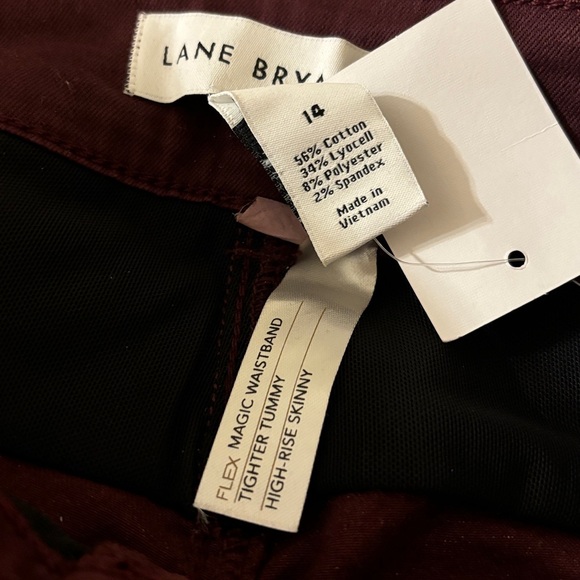 LANE BRYA
14
56% Cotton
34% Lyocell
8% Polyester
2% Spandex
Made in
Vietnam
FLEX MAGIC WAISTBAND
TIGHTER TUMMY
HIGH-RISE SKINNY